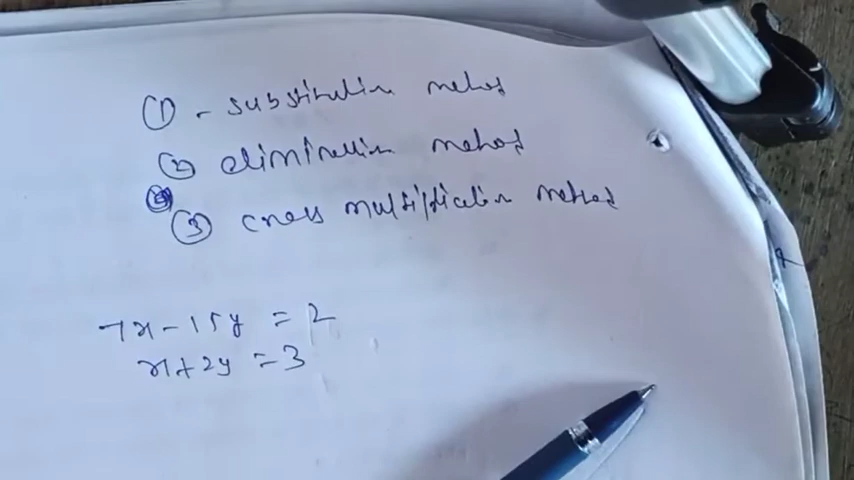 ① - substitution method
② elimination method
③ cross multiplication method
7x - 15y = 2
x + 2y = 3